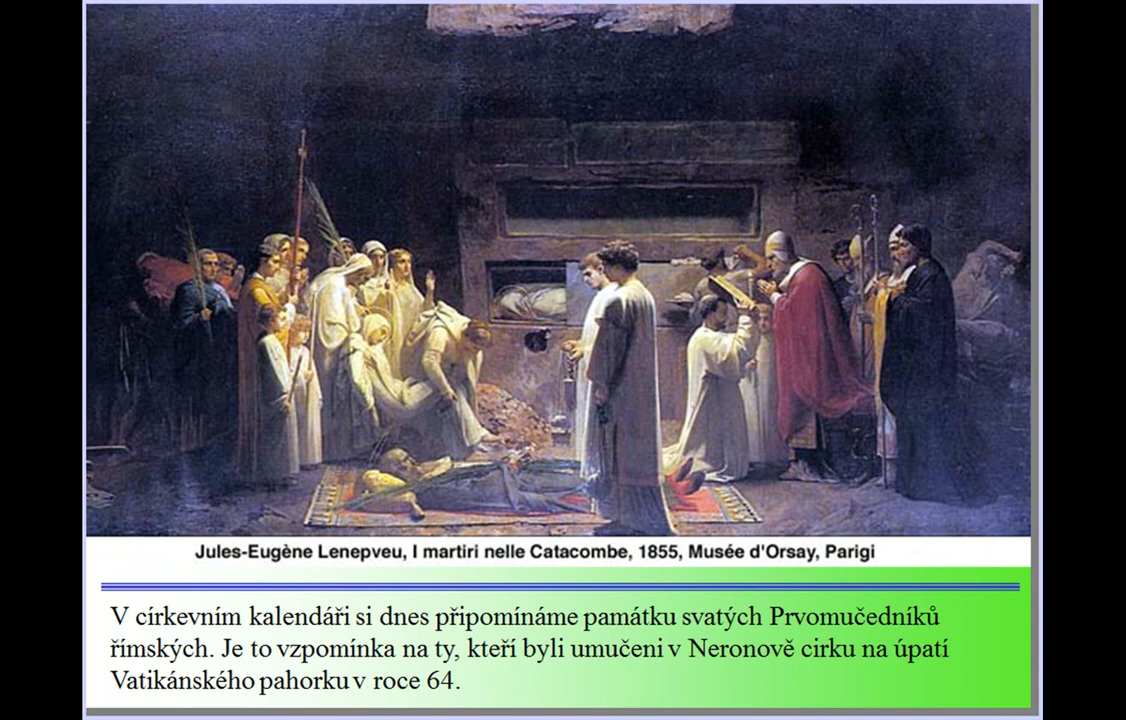 Jules-Eugène Lenepveu, I martiri nelle Catacombe, 1855, Musée d'Orsay, Parigi
V církevním kalendáři si dnes připomínáme památku svatých Prvomučedníků
římských. Je to vzpomínka na ty, kteří byli umučeni v Neronově cirku na úpatí
Vatikánského pahorku v roce 64.